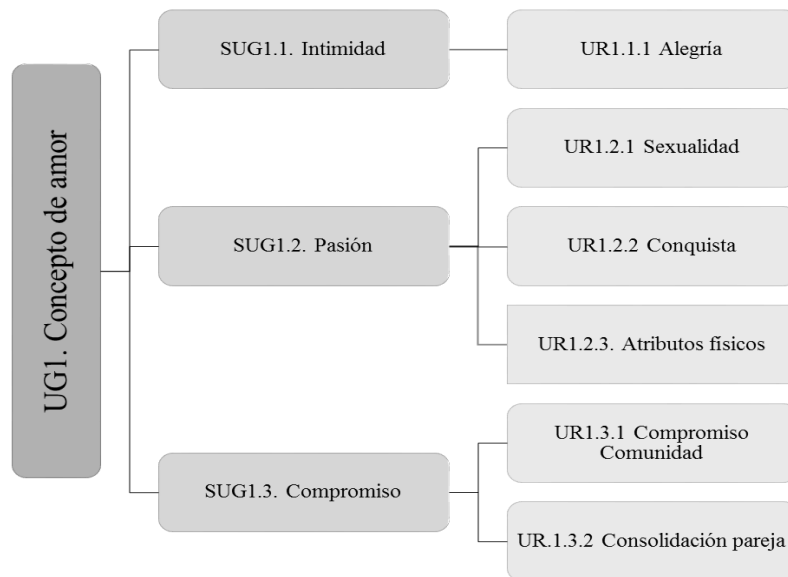 UG1. Concepto de amor
SUG1.1. Intimidad
UR1.1.1 Alegría
SUG1.2. Pasión
UR1.2.1 Sexualidad
UR1.2.2 Conquista
UR1.2.3. Atributos físicos
SUG1.3. Compromiso
UR1.3.1 Compromiso
Comunidad
UR.1.3.2 Consolidación pareja